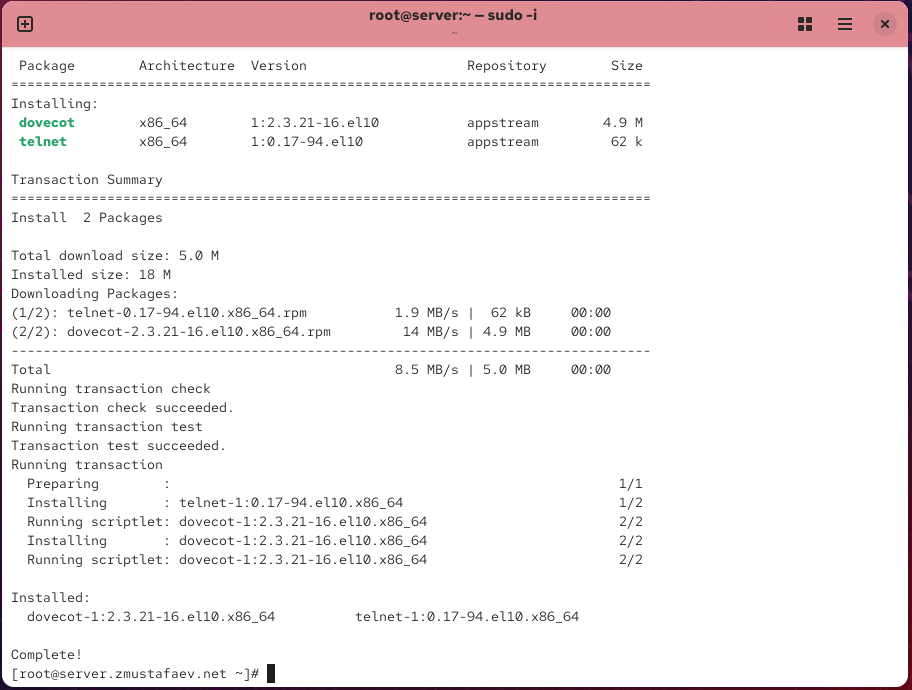 root@server:~ — sudo -i
~
Package Architecture Version Repository Size
================================================================================
Installing:
dovecot x86_64 1:2.3.21-16.el10 appstream 4.9 M
telnet x86_64 1:0.17-94.el10 appstream 62 k
Transaction Summary
================================================================================
Install  2 Packages
Total download size: 5.0 M
Installed size: 18 M
Downloading Packages:
(1/2): telnet-0.17-94.el10.x86_64.rpm 1.9 MB/s |  62 kB 00:00
(2/2): dovecot-2.3.21-16.el10.x86_64.rpm 14 MB/s | 4.9 MB 00:00
--------------------------------------------------------------------------------
Total 8.5 MB/s | 5.0 MB 00:00
Running transaction check
Transaction check succeeded.
Running transaction test
Transaction test succeeded.
Running transaction
Preparing : 1/1
Installing : telnet-1:0.17-94.el10.x86_64 1/2
Running scriptlet: dovecot-1:2.3.21-16.el10.x86_64 2/2
Installing : dovecot-1:2.3.21-16.el10.x86_64 2/2
Running scriptlet: dovecot-1:2.3.21-16.el10.x86_64 2/2
Installed:
dovecot-1:2.3.21-16.el10.x86_64 telnet-1:0.17-94.el10.x86_64
Complete!
[root@server.zmustafaev.net ~]#